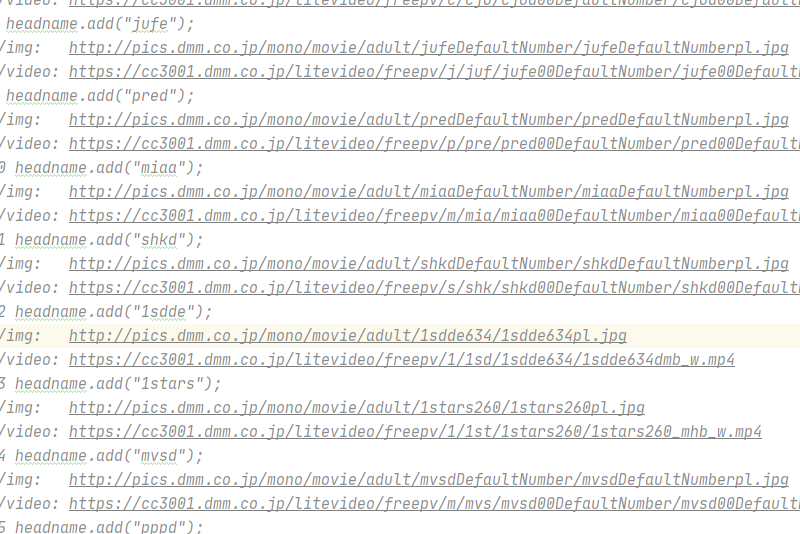 /video: https://cc3001.dmm.co.jp/litevideo/freepv/c/cjo/cjod00DefaultNumber/cjod00Default
headname.add("jufe");
/img: http://pics.dmm.co.jp/mono/movie/adult/jufeDefaultNumber/jufeDefaultNumberpl.jpg
/video: https://cc3001.dmm.co.jp/litevideo/freepv/j/juf/jufe00DefaultNumber/jufe00Default
headname.add("pred");
/img: http://pics.dmm.co.jp/mono/movie/adult/predDefaultNumber/predDefaultNumberpl.jpg
/video: https://cc3001.dmm.co.jp/litevideo/freepv/p/pre/pred00DefaultNumber/pred00Default
0 headname.add("miaa");
/img: http://pics.dmm.co.jp/mono/movie/adult/miaaDefaultNumber/miaaDefaultNumberpl.jpg
/video: https://cc3001.dmm.co.jp/litevideo/freepv/m/mia/miaa00DefaultNumber/miaa00Default
1 headname.add("shkd");
/img: http://pics.dmm.co.jp/mono/movie/adult/shkdDefaultNumber/shkdDefaultNumberpl.jpg
/video: https://cc3001.dmm.co.jp/litevideo/freepv/s/shk/shkd00DefaultNumber/shkd00Default
2 headname.add("1sdde");
/img: http://pics.dmm.co.jp/mono/movie/adult/1sdde634/1sdde634pl.jpg
/video: https://cc3001.dmm.co.jp/litevideo/freepv/1/1sd/1sdde634/1sdde634dmb_w.mp4
3 headname.add("1stars");
/img: http://pics.dmm.co.jp/mono/movie/adult/1stars260/1stars260pl.jpg
/video: https://cc3001.dmm.co.jp/litevideo/freepv/1/1st/1stars260/1stars260_mhb_w.mp4
4 headname.add("mvsd");
/img: http://pics.dmm.co.jp/mono/movie/adult/mvsdDefaultNumber/mvsdDefaultNumberpl.jpg
/video: https://cc3001.dmm.co.jp/litevideo/freepv/m/mvs/mvsd00DefaultNumber/mvsd00Default
5 headname.add("pppd");